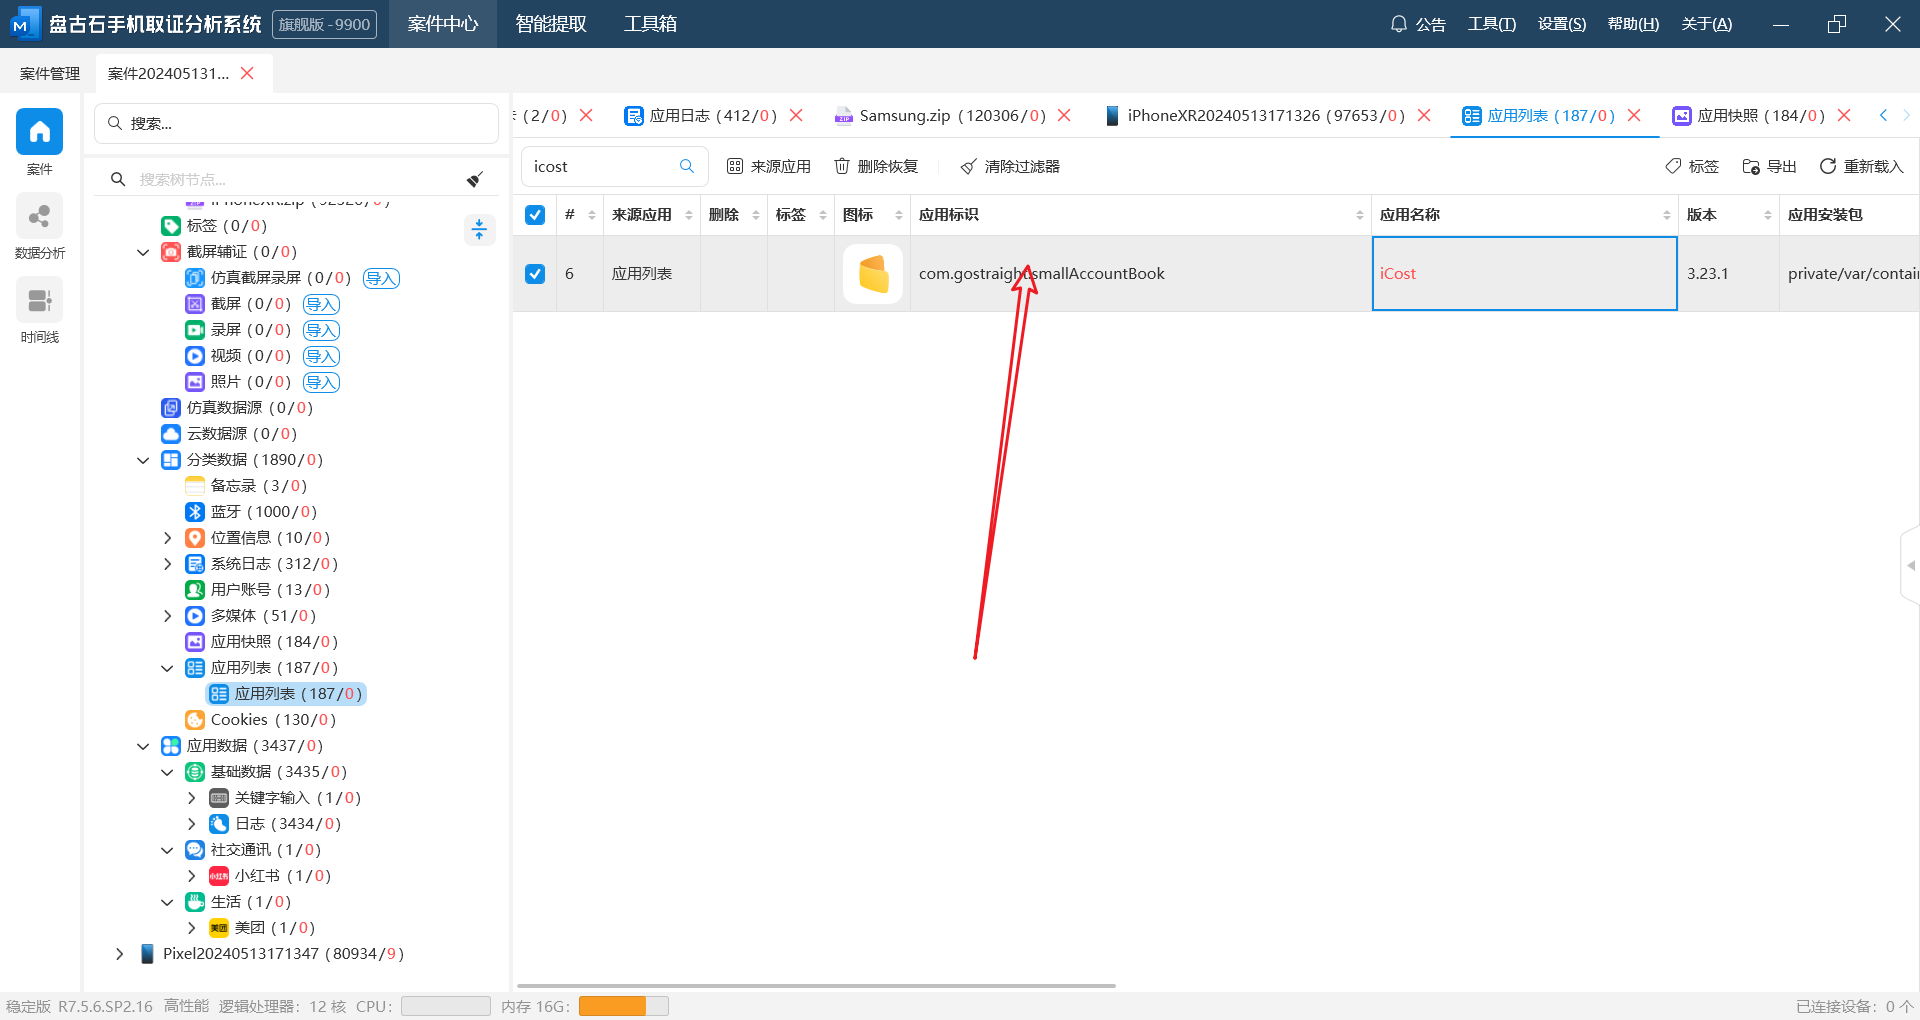 盘古石手机取证分析系统 旗舰版 - 9900 案件中心 智能提取 工具箱 公告 工具(T) 设置(S) 帮助(H) 关于(A)
案件管理 案件202405131...
案件
数据分析
时间线
搜索...
搜索树节点...
标签 (0/0)
截屏辅证 (0/0)
仿真截屏录屏 (0/0) 导入
截屏 (0/0) 导入
录屏 (0/0) 导入
视频 (0/0) 导入
照片 (0/0) 导入
仿真数据源 (0/0)
云数据源 (0/0)
分类数据 (1890/0)
备忘录 (3/0)
蓝牙 (1000/0)
位置信息 (10/0)
系统日志 (312/0)
用户账号 (13/0)
多媒体 (51/0)
应用快照 (184/0)
应用列表 (187/0)
应用列表 (187/0)
Cookies (130/0)
应用数据 (3437/0)
基础数据 (3435/0)
关键字输入 (1/0)
日志 (3434/0)
社交通讯 (1/0)
小红书 小红书 (1/0)
生活 (1/0)
美团 美团 (1/0)
Pixel20240513171347 (80934/9)
(2/0) 应用日志 (412/0) ZIP Samsung.zip (120306/0) iPhoneXR20240513171326 (97653/0) 应用列表 (187/0) 应用快照 (184/0)
icost 来源应用 删除恢复 清除过滤器 标签 导出 重新载入
# 来源应用 删除 标签 图标 应用标识 应用名称 版本 应用安装包
6 应用列表 iCost 3.23.1 private/var/contai
稳定版 R7.5.6.SP2.16 高性能 逻辑处理器: 12 核 CPU: 内存 16G: 已连接设备: 0 个